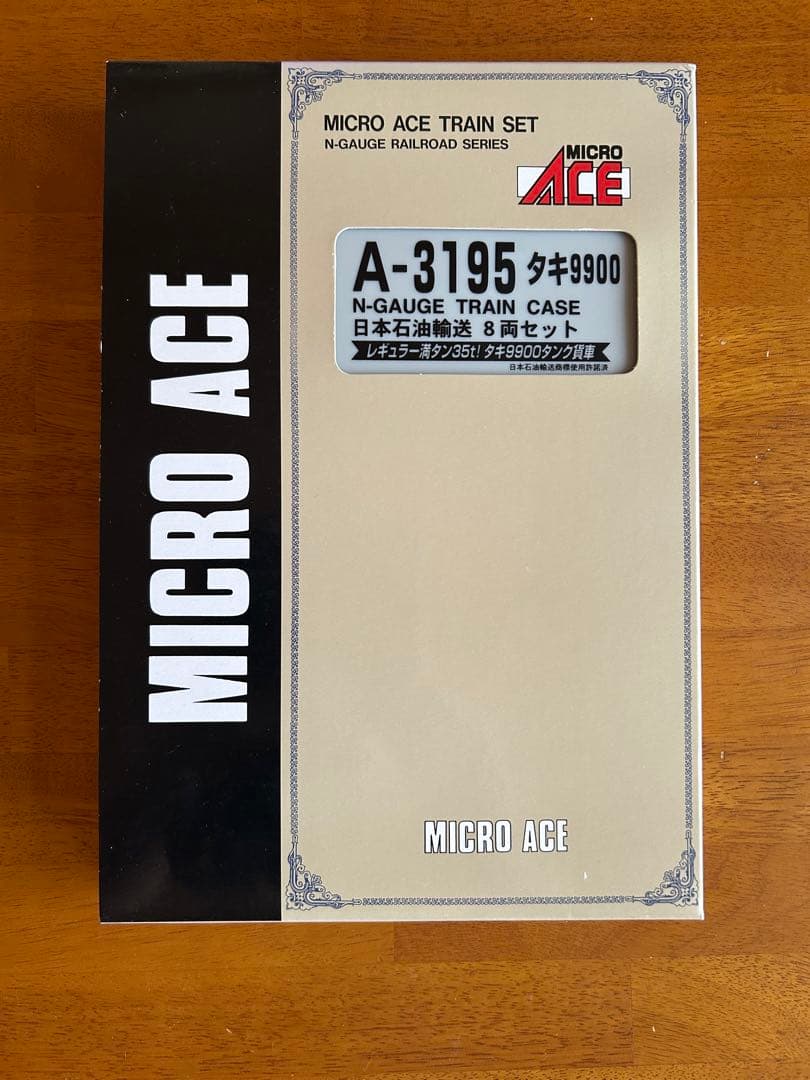 MICRO ACE
MICRO ACE TRAIN SET
N-GAUGE RAILROAD SERIES
MICRO
ACE
A-3195 タキ9900
N-GAUGE TRAIN CASE
日本石油輸送 8両セット
レギュラー満タン35t! タキ9900タンク貨車
日本石油輸送商標使用許諾済
MICRO ACE